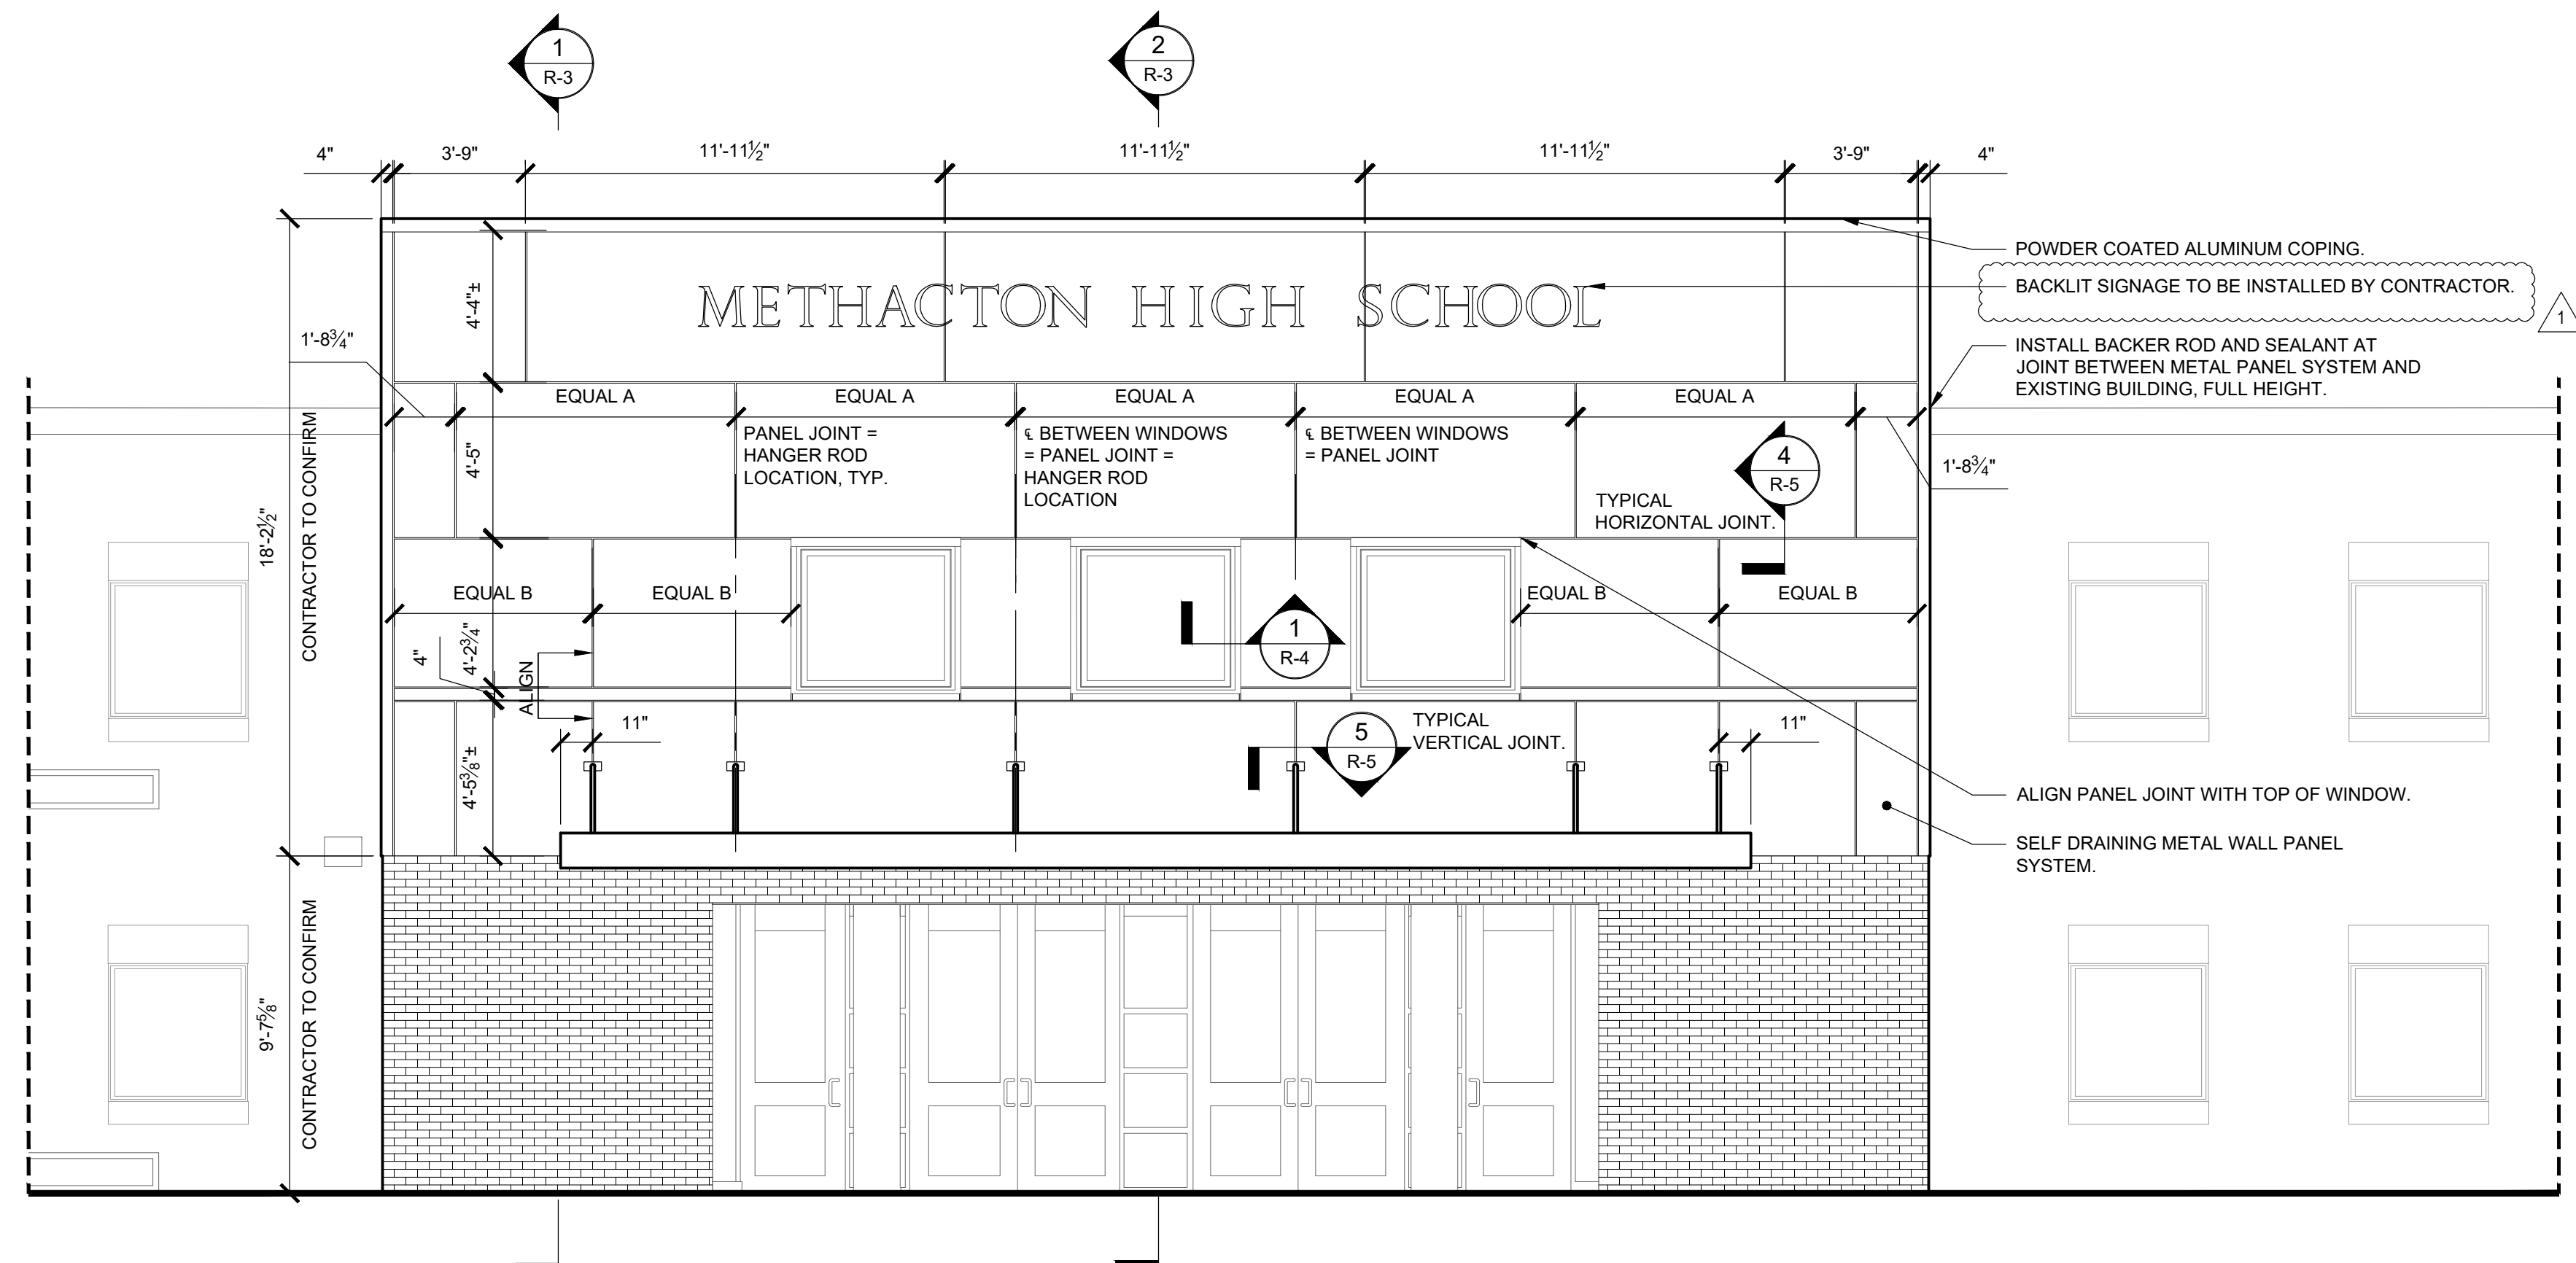 1
R-3
2
R-3
4"
3'-9"
11'-11½"
11'-11½"
11'-11½"
3'-9"
4"
POWDER COATED ALUMINUM COPING.
METHACTON HIGH SCHOOL
BACKLIT SIGNAGE TO BE INSTALLED BY CONTRACTOR.
1
4'-4"±
1'-8¾"
INSTALL BACKER ROD AND SEALANT AT
JOINT BETWEEN METAL PANEL SYSTEM AND
EXISTING BUILDING, FULL HEIGHT.
EQUAL A
EQUAL A
EQUAL A
EQUAL A
EQUAL A
PANEL JOINT =
HANGER ROD
LOCATION, TYP.
℄ BETWEEN WINDOWS
= PANEL JOINT =
HANGER ROD
LOCATION
℄ BETWEEN WINDOWS
= PANEL JOINT
4'-5"
4
R-5
1'-8¾"
TYPICAL
HORIZONTAL JOINT.
18'-2½"
CONTRACTOR TO CONFIRM
EQUAL B
EQUAL B
EQUAL B
EQUAL B
4"
4'-2¾"
ALIGN
1
R-4
11"
5
R-5
TYPICAL
VERTICAL JOINT.
11"
4'-5⅜"±
ALIGN PANEL JOINT WITH TOP OF WINDOW.
SELF DRAINING METAL WALL PANEL
SYSTEM.
9'-7⅝"
CONTRACTOR TO CONFIRM